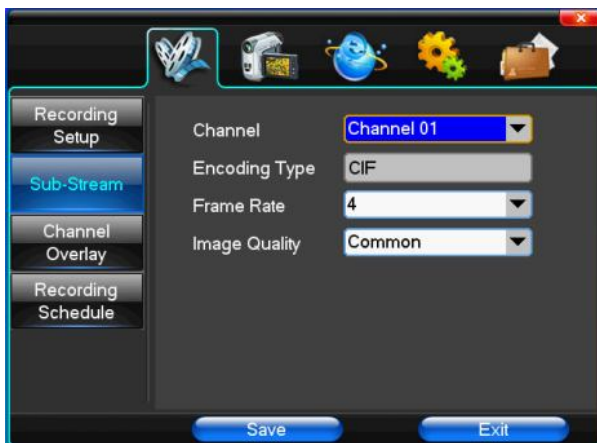 Recording
Setup
Sub-Stream
Channel
Overlay
Recording
Schedule
Channel Channel 01
Encoding Type CIF
Frame Rate 4
Image Quality Common
Save Exit